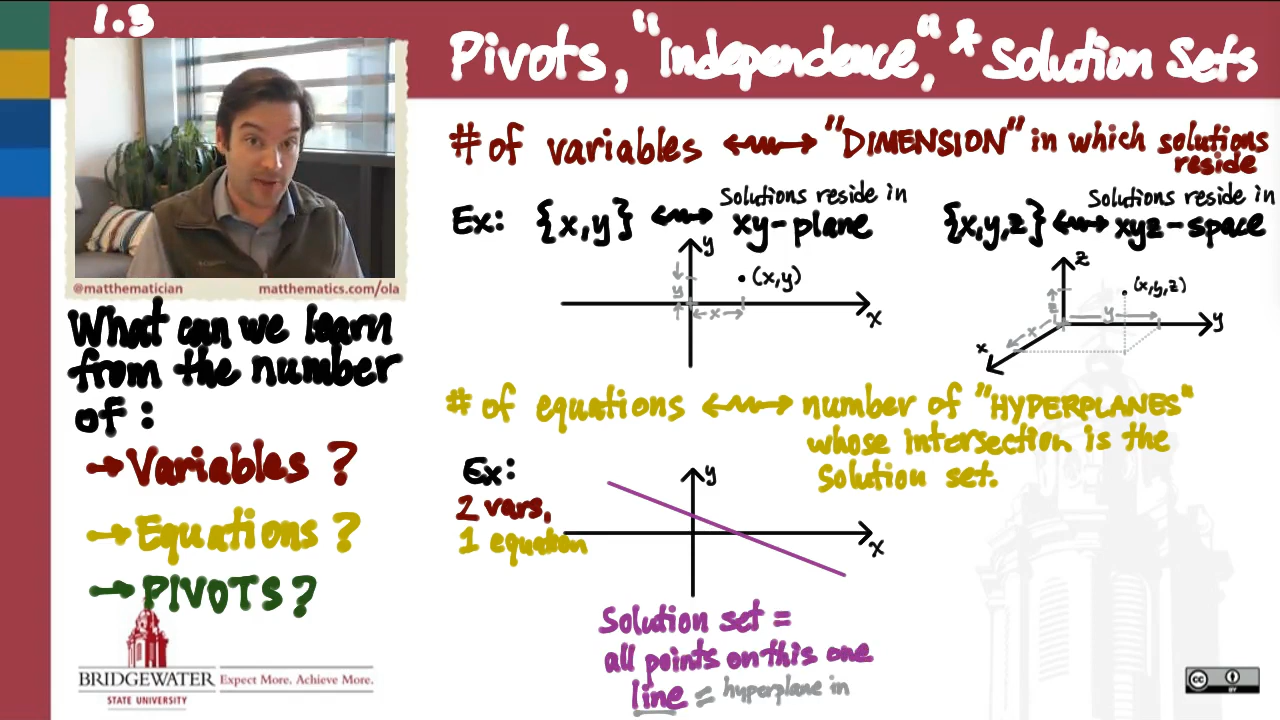 1.3
Pivots, "Independence," & Solution Sets
@matthematician
matthematics.com/ola
What can we learn
from the number
of:
→ Variables ?
→ Equations ?
→ PIVOTS ?
BRIDGEWATER
STATE UNIVERSITY
Expect More. Achieve More.
# of variables ↔ "DIMENSION" in which solutions
reside
Ex: {x,y} ↔ Solutions reside in
xy-plane
y
(x,y)
y
x
x
{x,y,z} ↔ Solutions reside in
xyz-space
z
(x,y,z)
z
y
x
y
x
# of equations ↔ number of "HYPERPLANES"
whose intersection is the
solution set.
Ex:
2 vars,
1 equation
y
x
Solution set =
all points on this one
line = hyperplane in
cc
BY